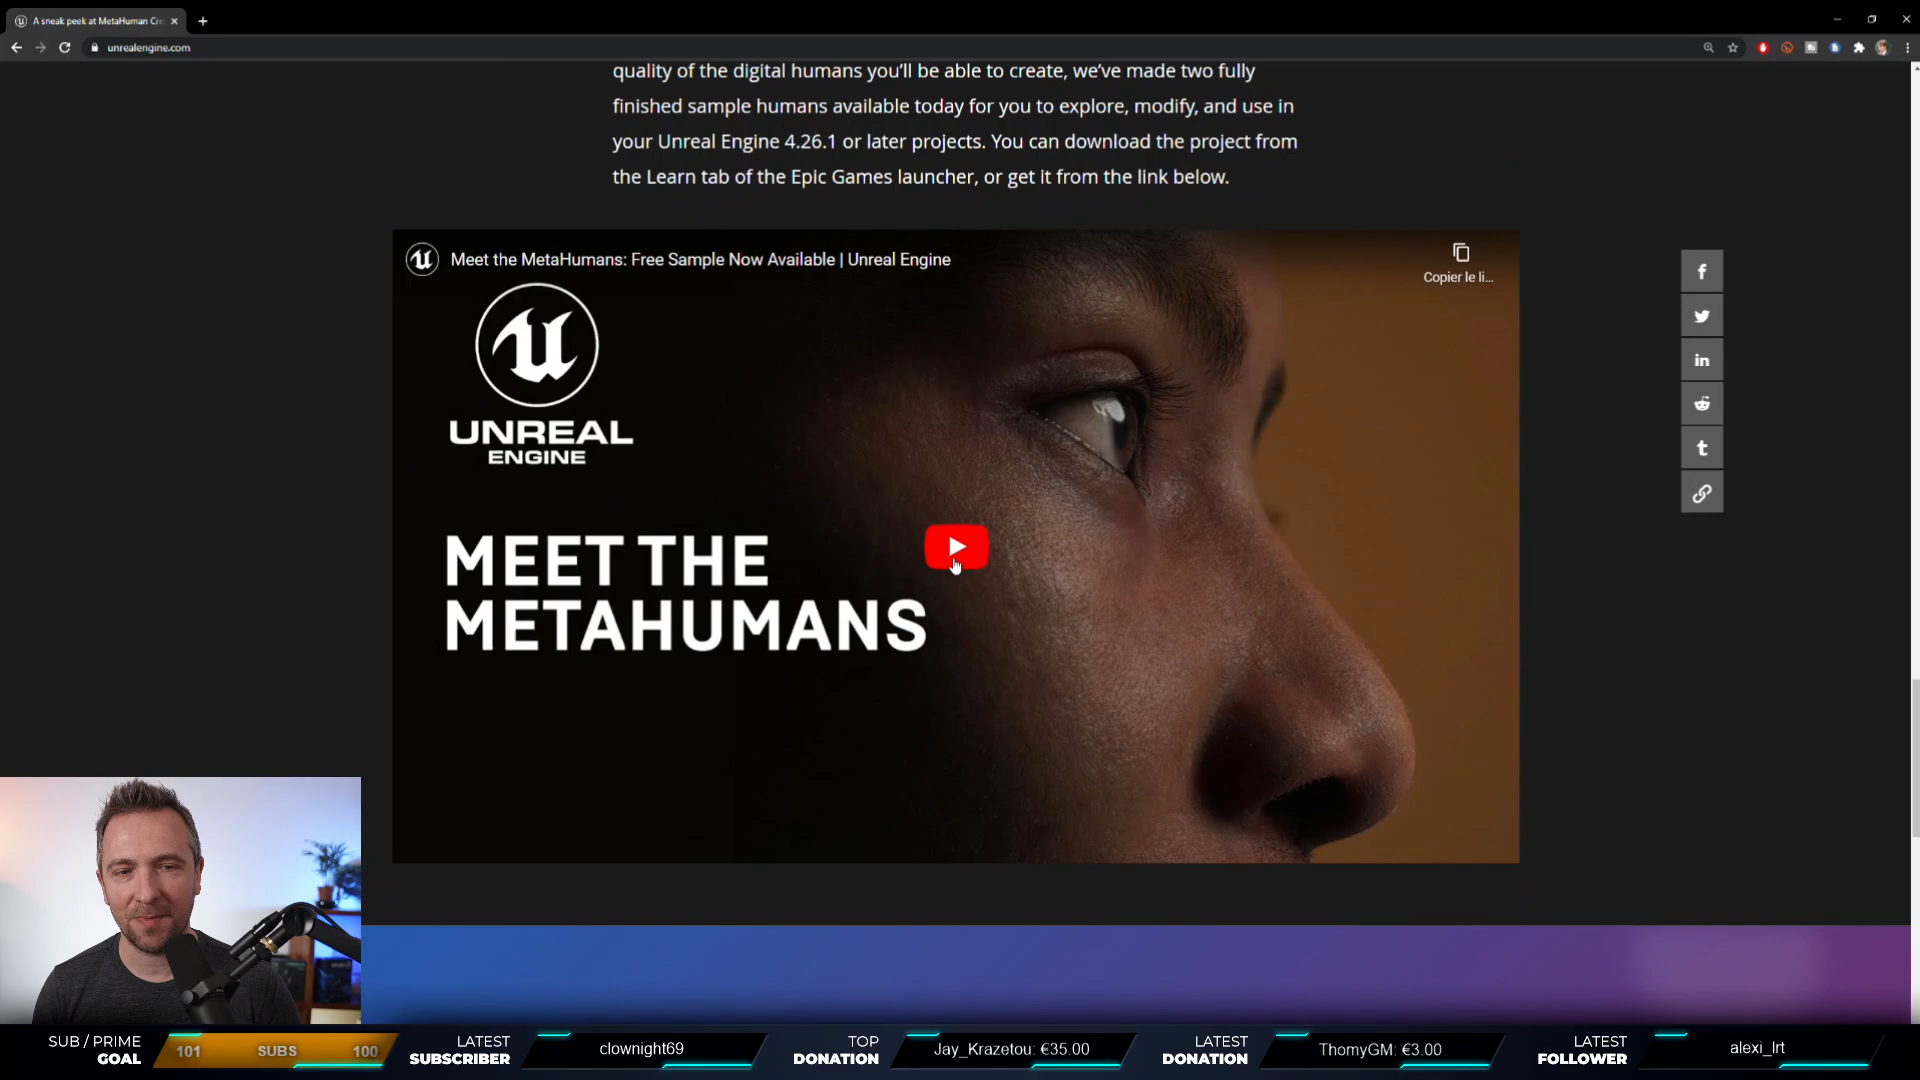 A sneak peek at MetaHuman Cre
unrealengine.com
quality of the digital humans you'll be able to create, we've made two fully
finished sample humans available today for you to explore, modify, and use in
your Unreal Engine 4.26.1 or later projects. You can download the project from
the Learn tab of the Epic Games launcher, or get it from the link below.
Meet the MetaHumans: Free Sample Now Available | Unreal Engine
Copier le li...
UNREAL
ENGINE
MEET THE
METAHUMANS
SUB / PRIME
GOAL
101 SUBS 100
LATEST
SUBSCRIBER
clownight69
TOP
DONATION
Jay_Krazetou: €35.00
LATEST
DONATION
ThomyGM: €3.00
LATEST
FOLLOWER
alexi_lrt